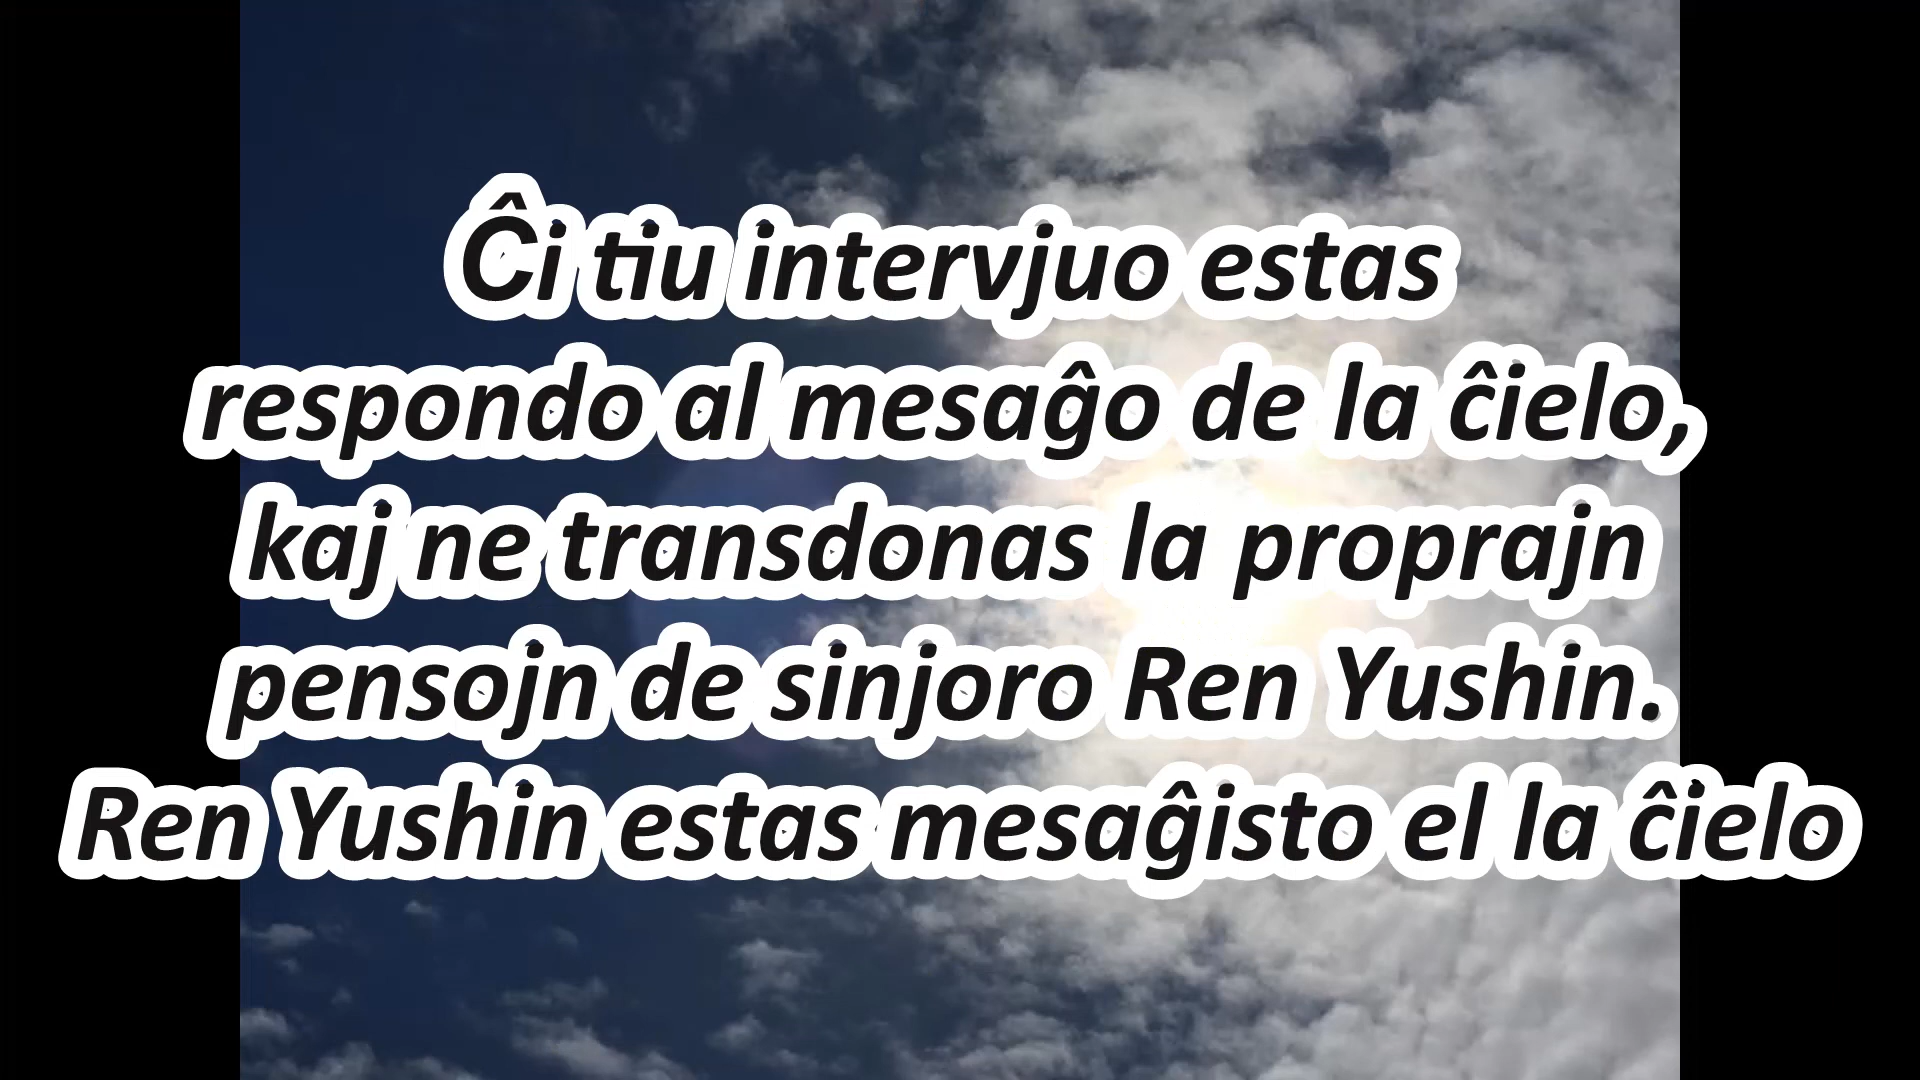 Ĉi tiu intervjuo estas
respondo al mesaĝo de la ĉielo,
kaj ne transdonas la proprajn
pensojn de sinjoro Ren Yushin.
Ren Yushin estas mesaĝisto el la ĉielo